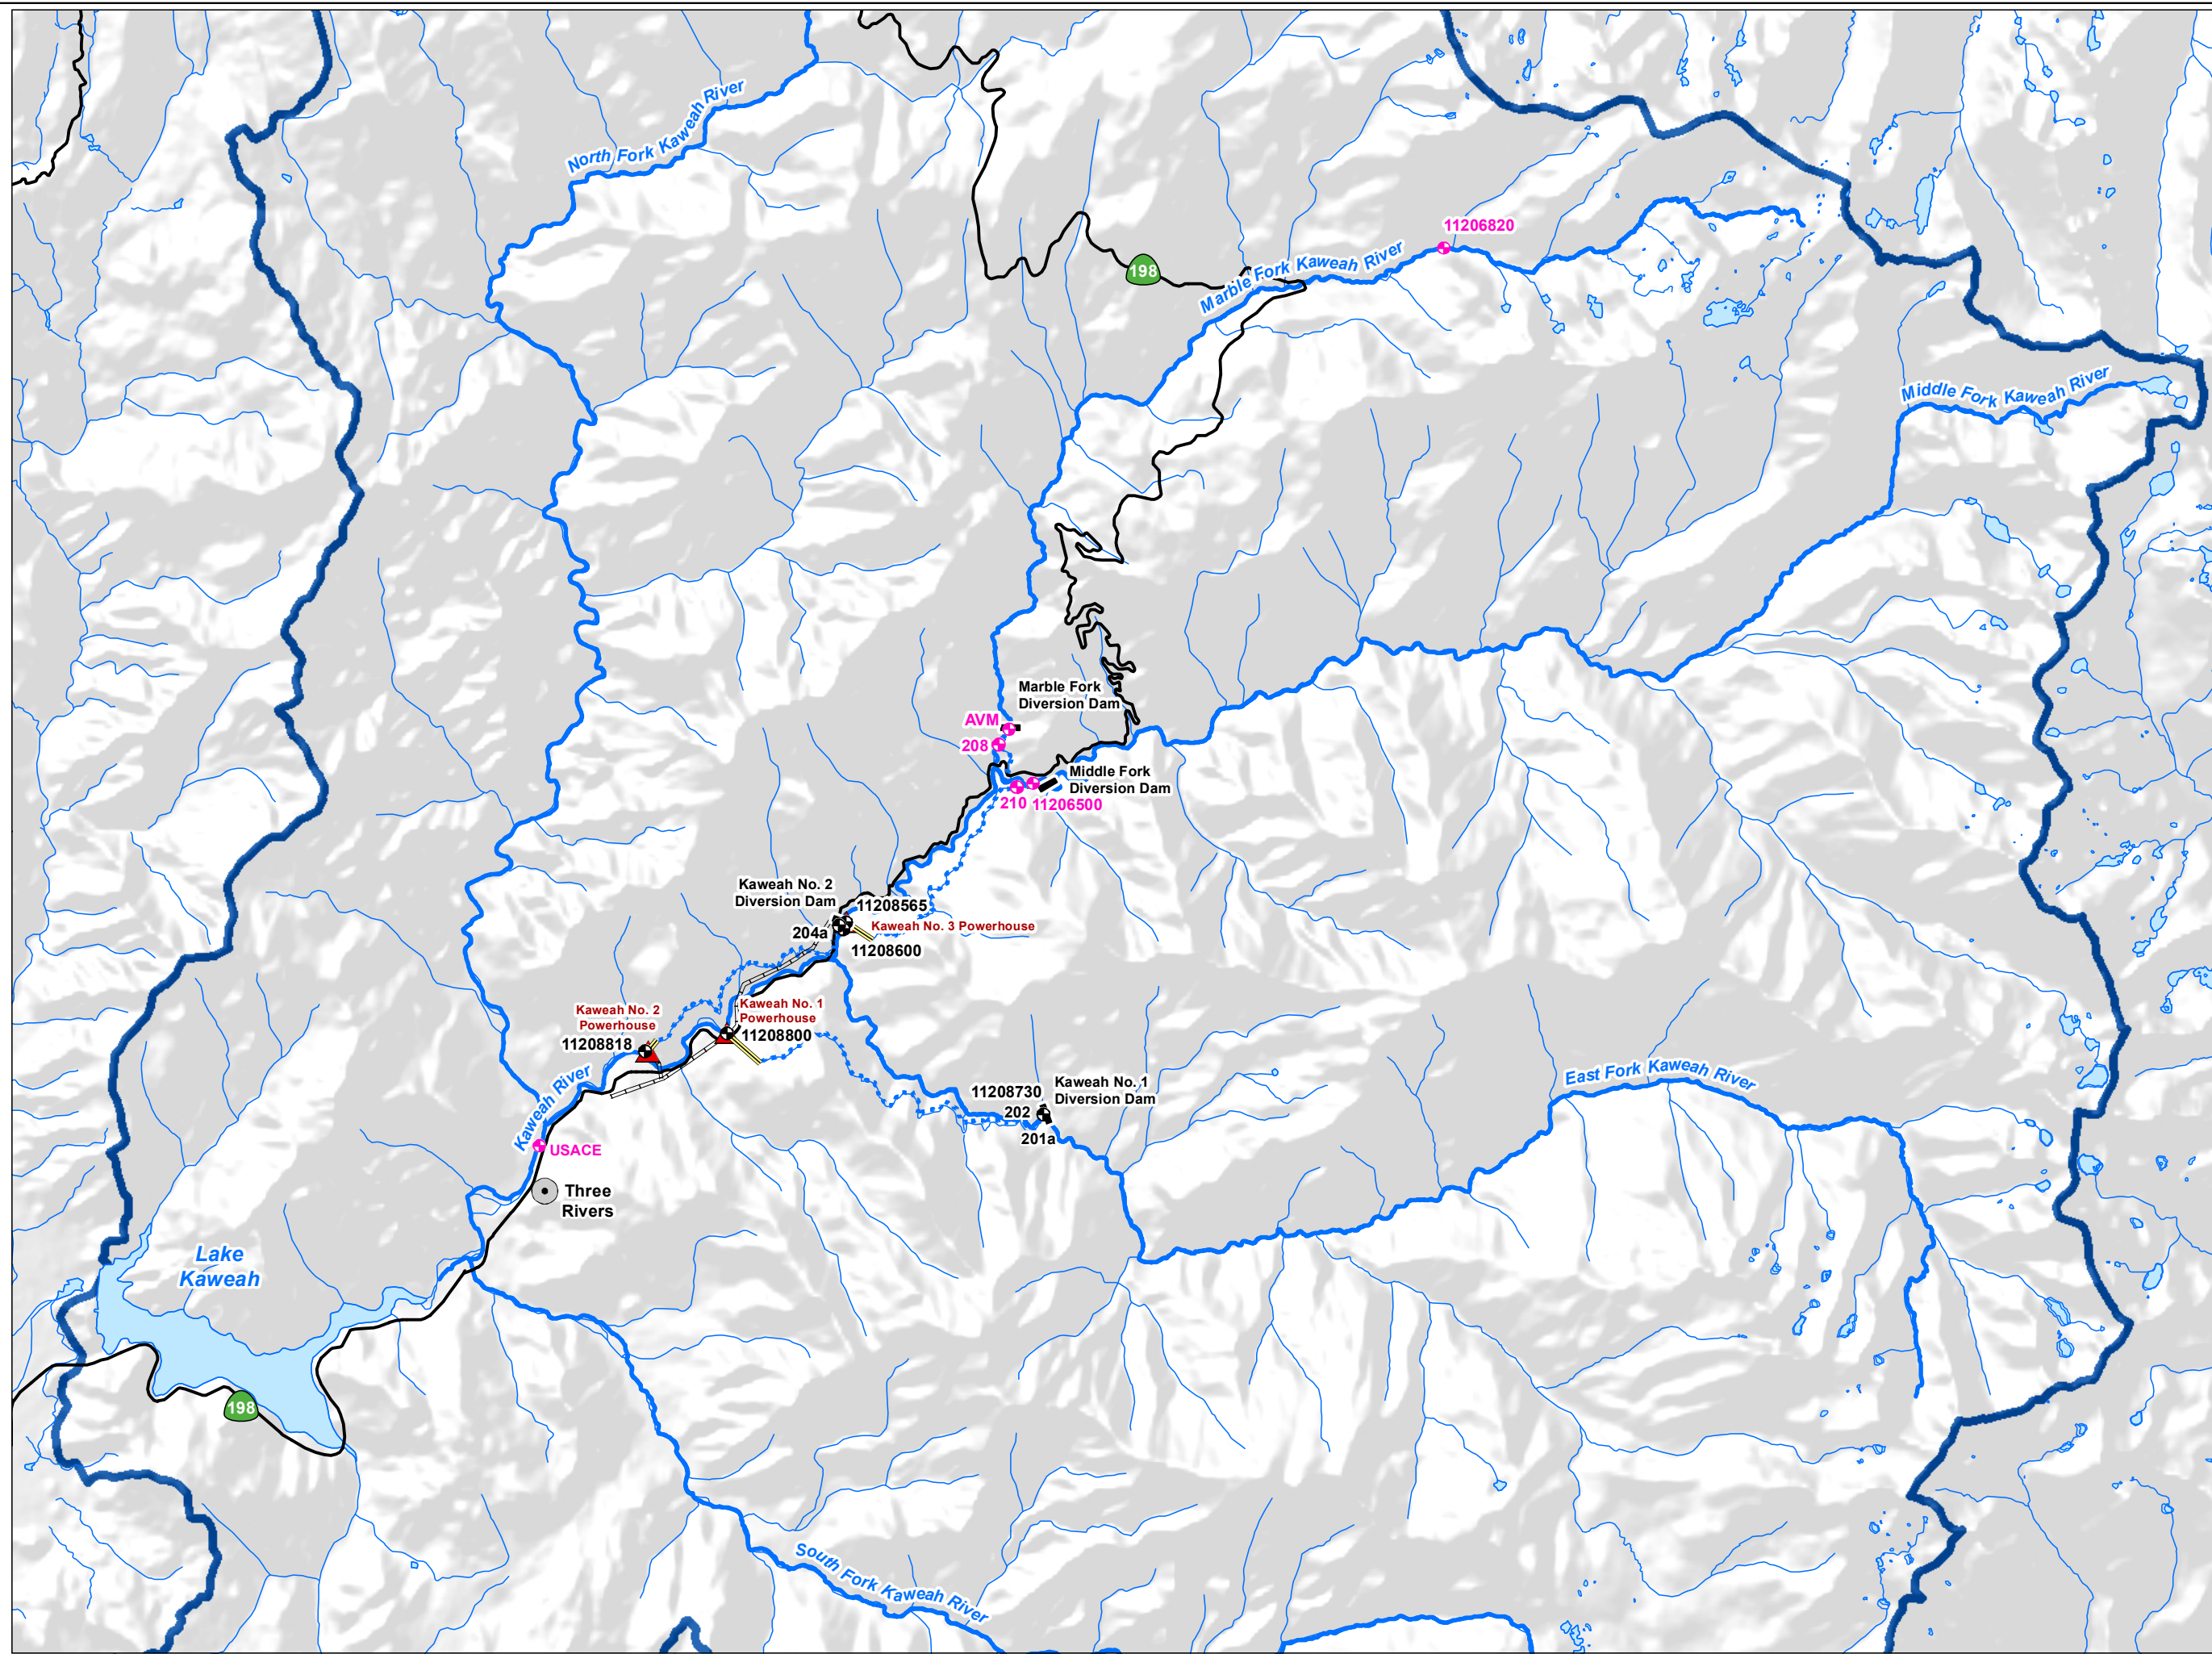 North Fork Kaweah River
11206820
198
Marble Fork Kaweah River
Middle Fork Kaweah River
Marble Fork
Diversion Dam
AVM
208
Middle Fork
Diversion Dam
210
11206500
Kaweah No. 2
Diversion Dam
11208565
Kaweah No. 3 Powerhouse
204a
11208600
Kaweah No. 2
Powerhouse
Kaweah No. 1
Powerhouse
11208818
11208800
East Fork Kaweah River
Kaweah River
11208730
Kaweah No. 1
Diversion Dam
202
201a
USACE
Three
Rivers
Lake
Kaweah
198
South Fork Kaweah River